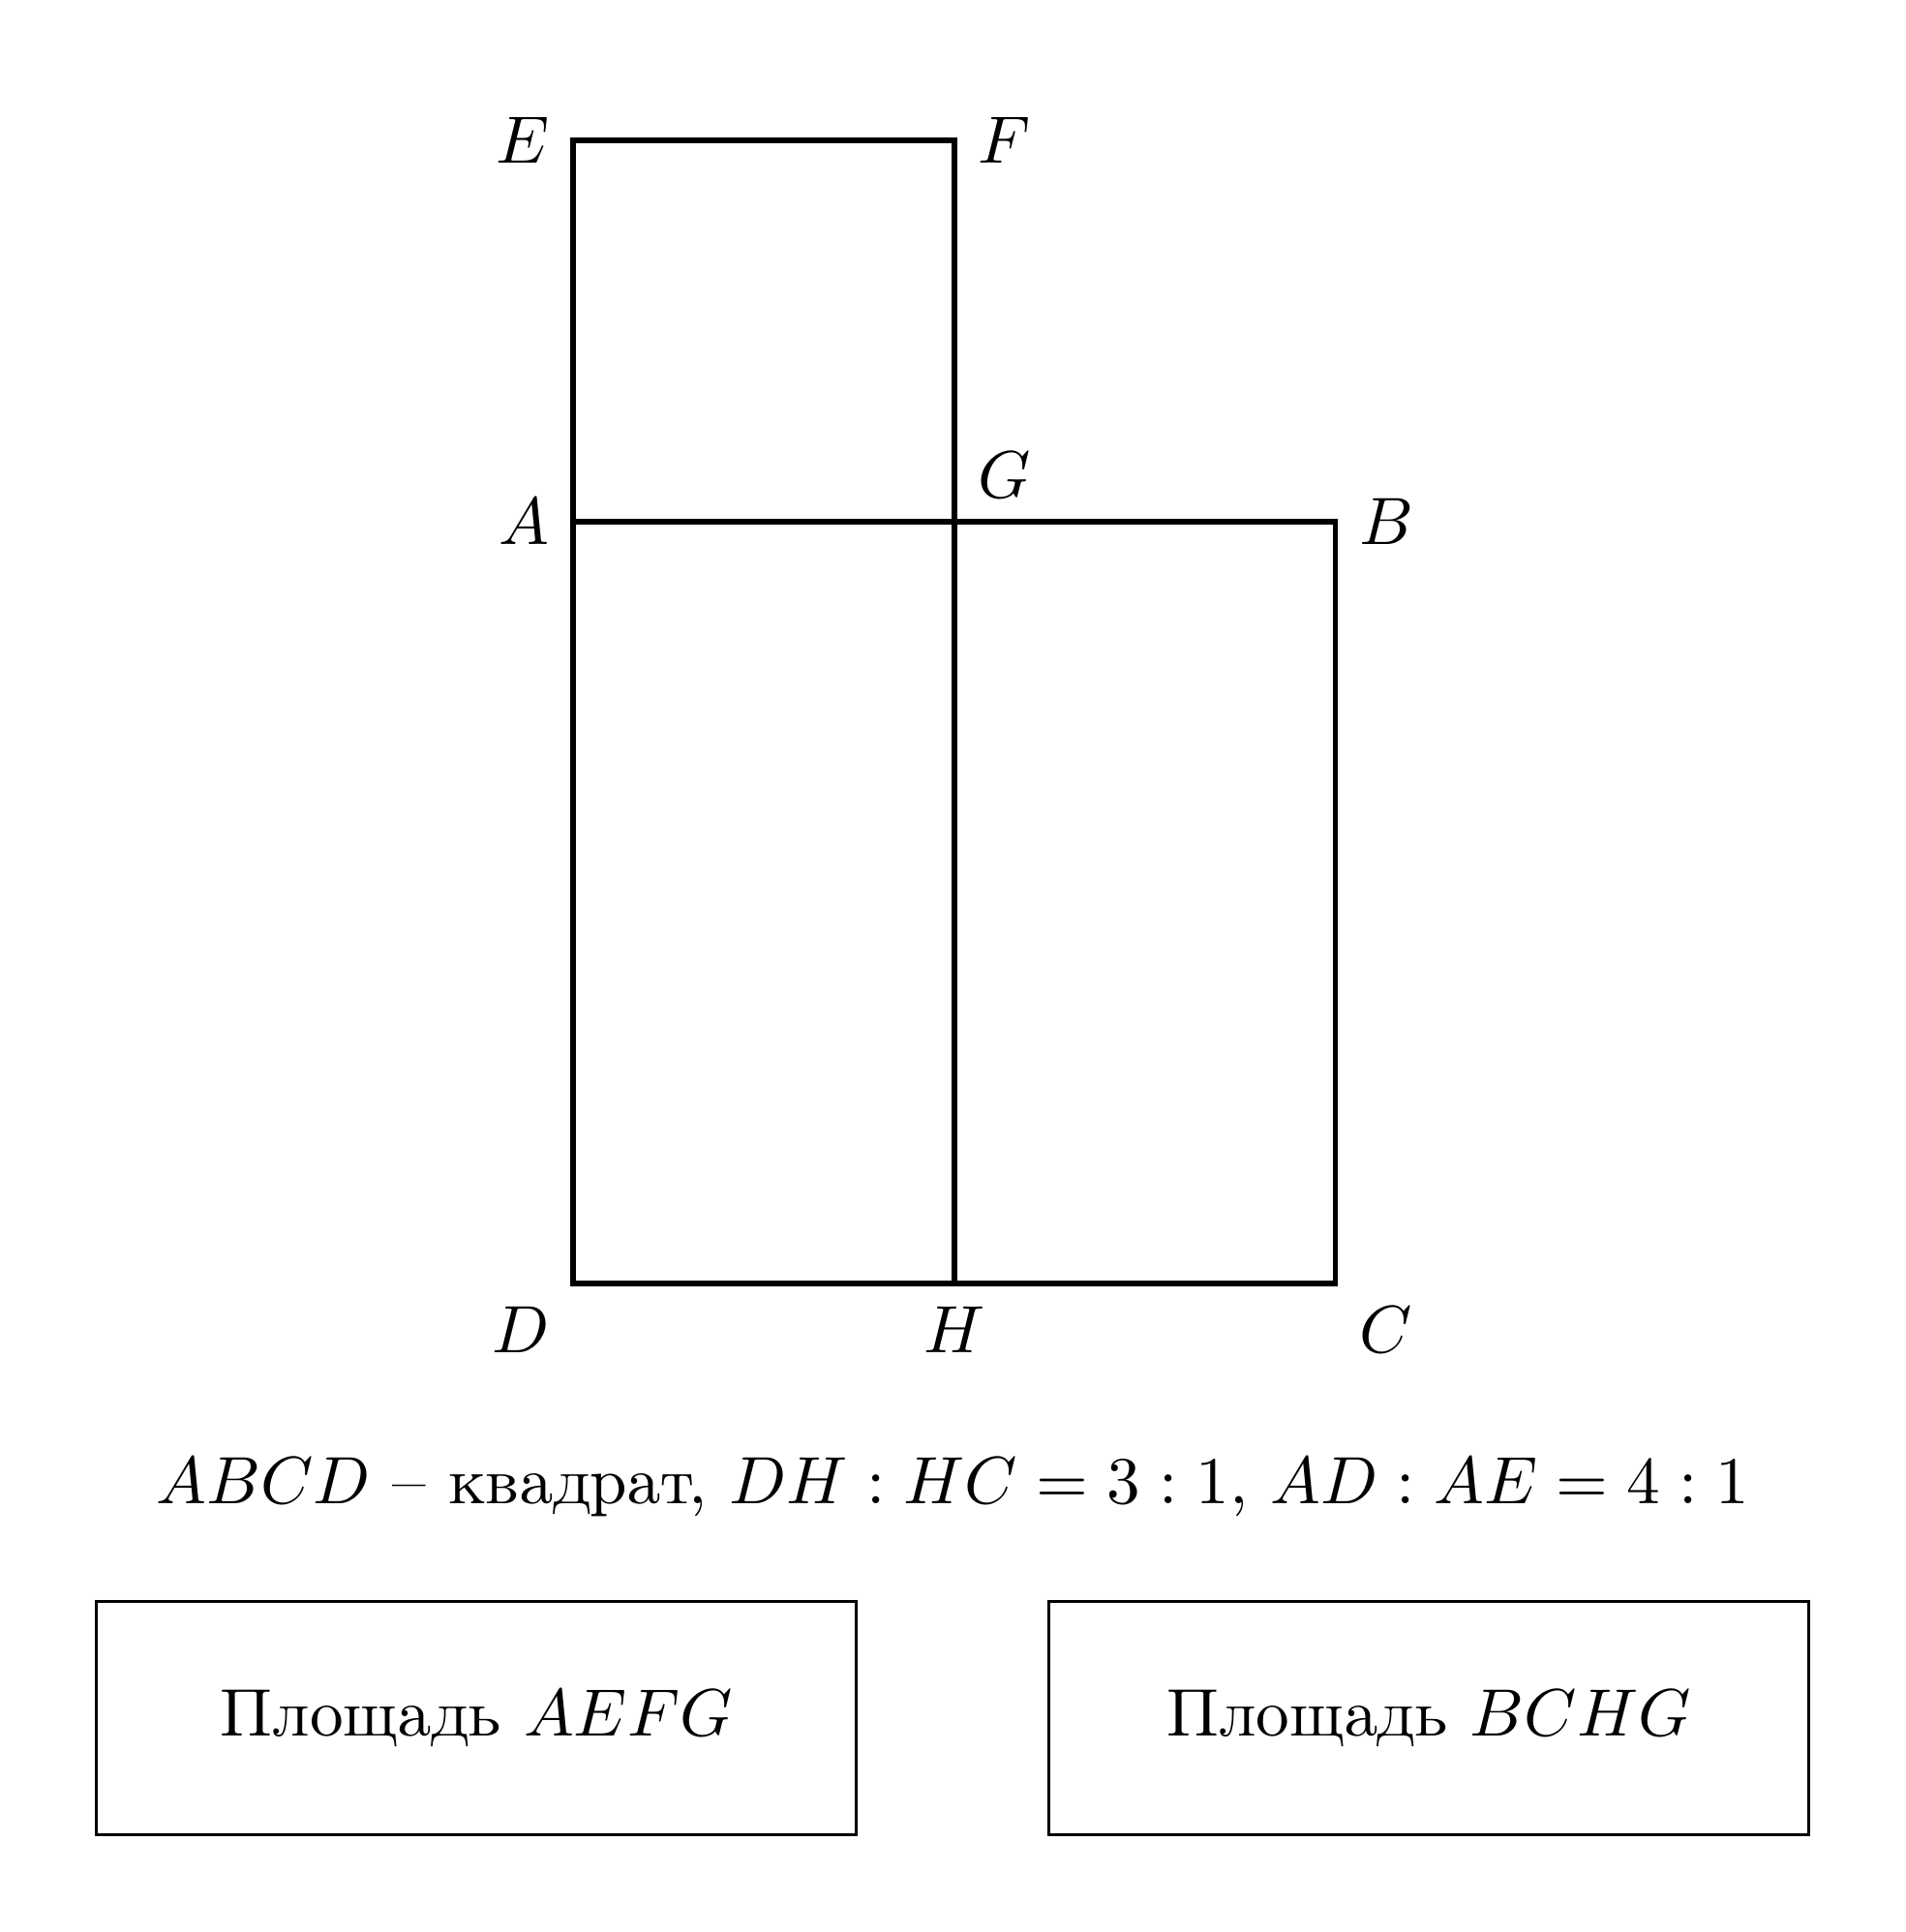 E F
G
A B
D H C
ABCD – квадрат, DH : HC = 3 : 1, AD : AE = 4 : 1
Площадь AEFG Площадь BCHG